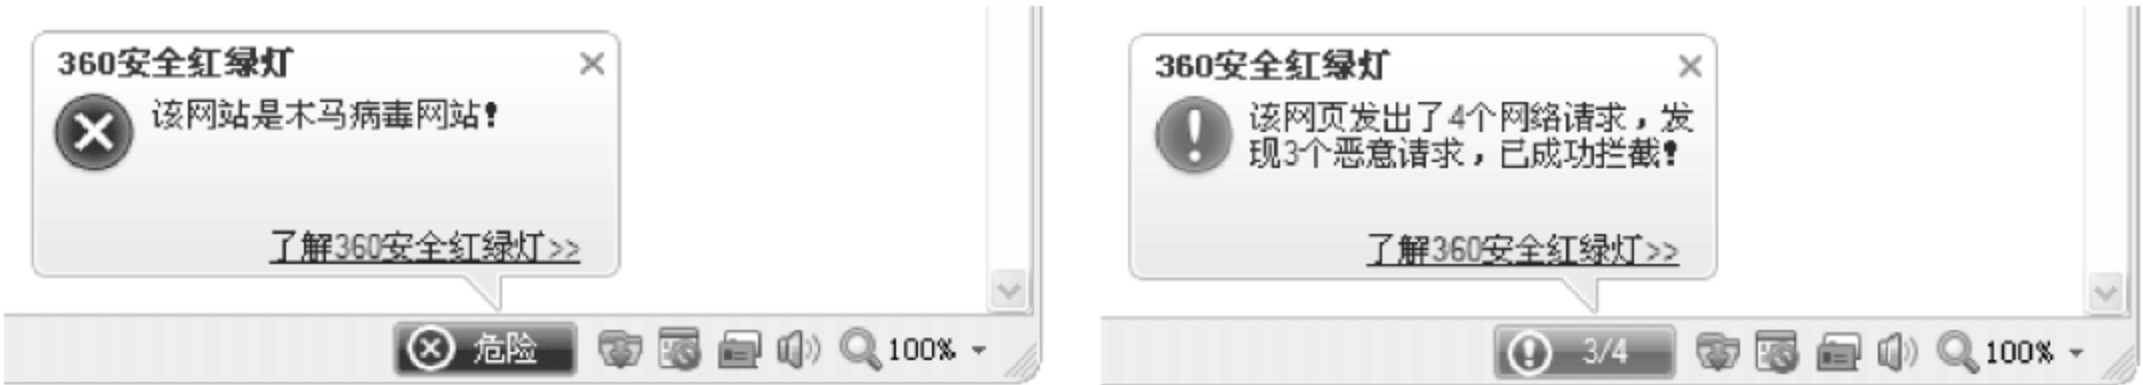 360安全红绿灯
该网站是木马病毒网站!
了解360安全红绿灯>>
危险
100%
360安全红绿灯
该网页发出了4个网络请求，发
现3个恶意请求，已成功拦截!
了解360安全红绿灯>>
3/4
100%